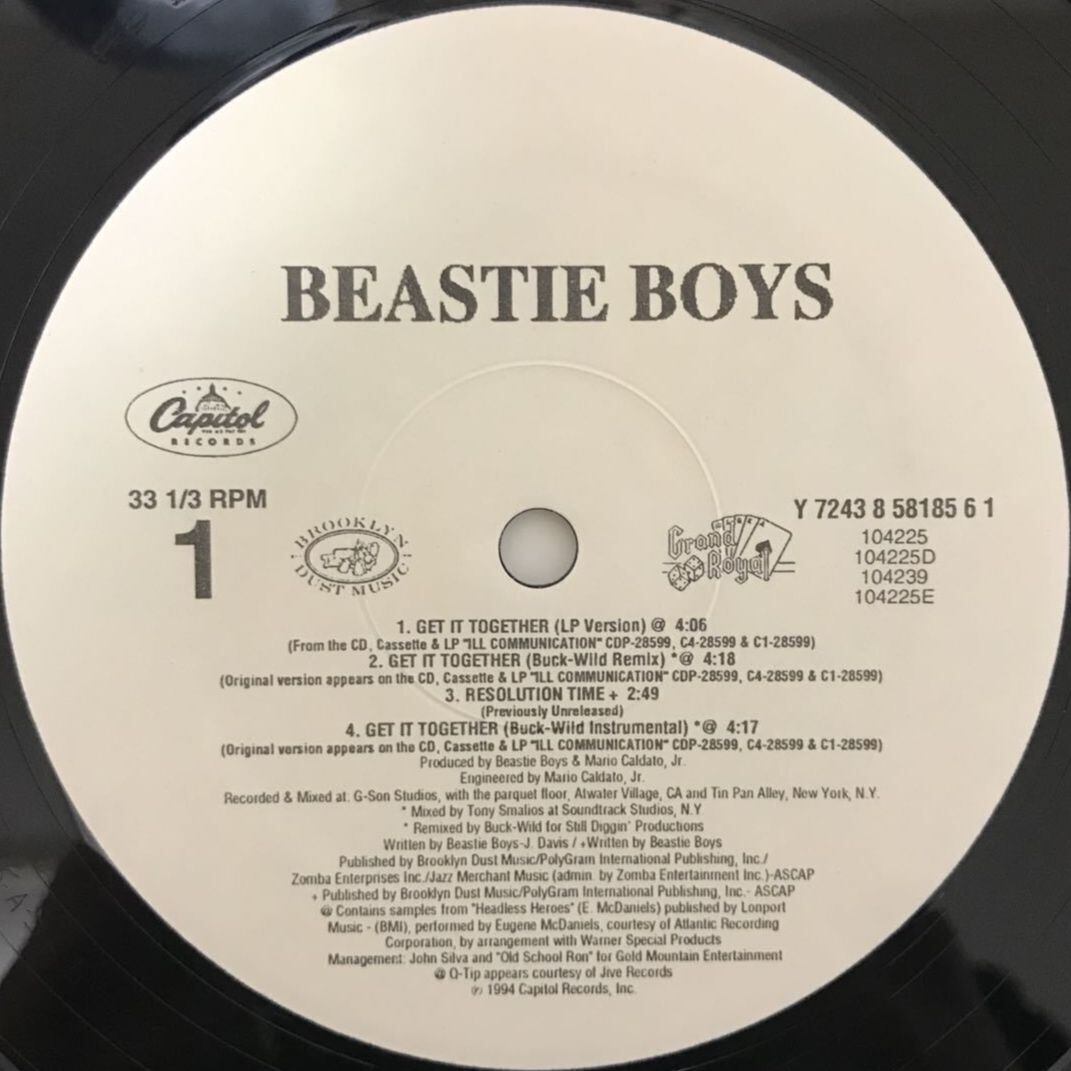 BEASTIE BOYS
Capitol
RECORDS
33 1/3 RPM
1
BROOKLYN
DUST MUSIC
Grand
Royal
Y 7243 8 58185 6 1
104225
104225D
104239
104225E
1. GET IT TOGETHER (LP Version) @ 4:06
(From the CD, Cassette & LP "ILL COMMUNICATION" CDP-28599, C4-28599 & C1-28599)
2. GET IT TOGETHER (Buck-Wild Remix) *@ 4:18
(Original version appears on the CD, Cassette & LP "ILL COMMUNICATION" CDP-28599, C4-28599 & C1-28599)
3. RESOLUTION TIME + 2:49
(Previously Unreleased)
4. GET IT TOGETHER (Buck-Wild Instrumental) *@ 4:17
(Original version appears on the CD, Cassette & LP "ILL COMMUNICATION" CDP-28599, C4-28599 & C1-28599)
Produced by Beastie Boys & Mario Caldato, Jr.
Engineered by Mario Caldato, Jr.
Recorded & Mixed at: G-Son Studios, with the parquet floor, Atwater Village, CA and Tin Pan Alley, New York, N.Y.
* Mixed by Tony Smalios at Soundtrack Studios, N.Y.
* Remixed by Buck-Wild for Still Diggin' Productions
Written by Beastie Boys-J. Davis / +Written by Beastie Boys
Published by Brooklyn Dust Music/PolyGram International Publishing, Inc./
Zomba Enterprises Inc./Jazz Merchant Music (admin. by Zomba Entertainment Inc.)-ASCAP
+ Published by Brooklyn Dust Music/PolyGram International Publishing, Inc.- ASCAP
@ Contains samples from "Headless Heroes" (E. McDaniels) published by Lonport
Music - (BMI), performed by Eugene McDaniels, courtesy of Atlantic Recording
Corporation, by arrangement with Warner Special Products
Management: John Silva and "Old School Ron" for Gold Mountain Entertainment
@ Q-Tip appears courtesy of Jive Records
℗ 1994 Capitol Records, Inc.